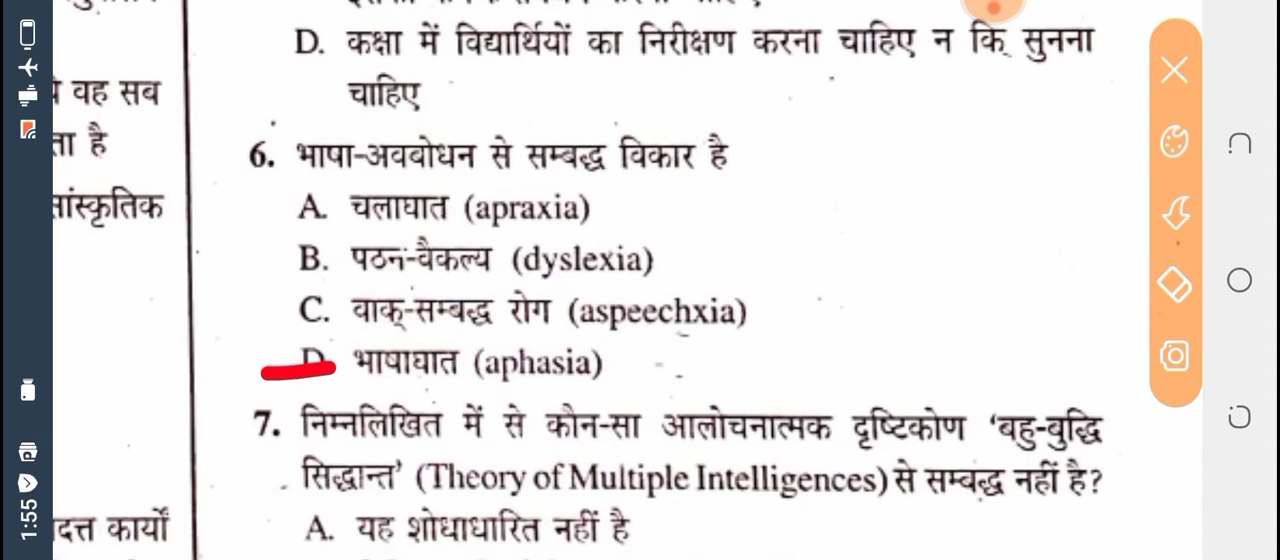 D. कक्षा में विद्यार्थियों का निरीक्षण करना चाहिए न कि सुनना
चाहिए
वह सब
ता है
6. भाषा-अवबोधन से सम्बद्ध विकार है
A. चलाघात (apraxia)
सांस्कृतिक
B. पठन-वैकल्य (dyslexia)
C. वाक्-सम्बद्ध रोग (aspeechxia)
D भाषाघात (aphasia)
7. निम्नलिखित में से कौन-सा आलोचनात्मक दृष्टिकोण ‘बहु-बुद्धि
सिद्धान्त’ (Theory of Multiple Intelligences) से सम्बद्ध नहीं है?
दत्त कार्यों
A. यह शोधाधारित नहीं है
1:55